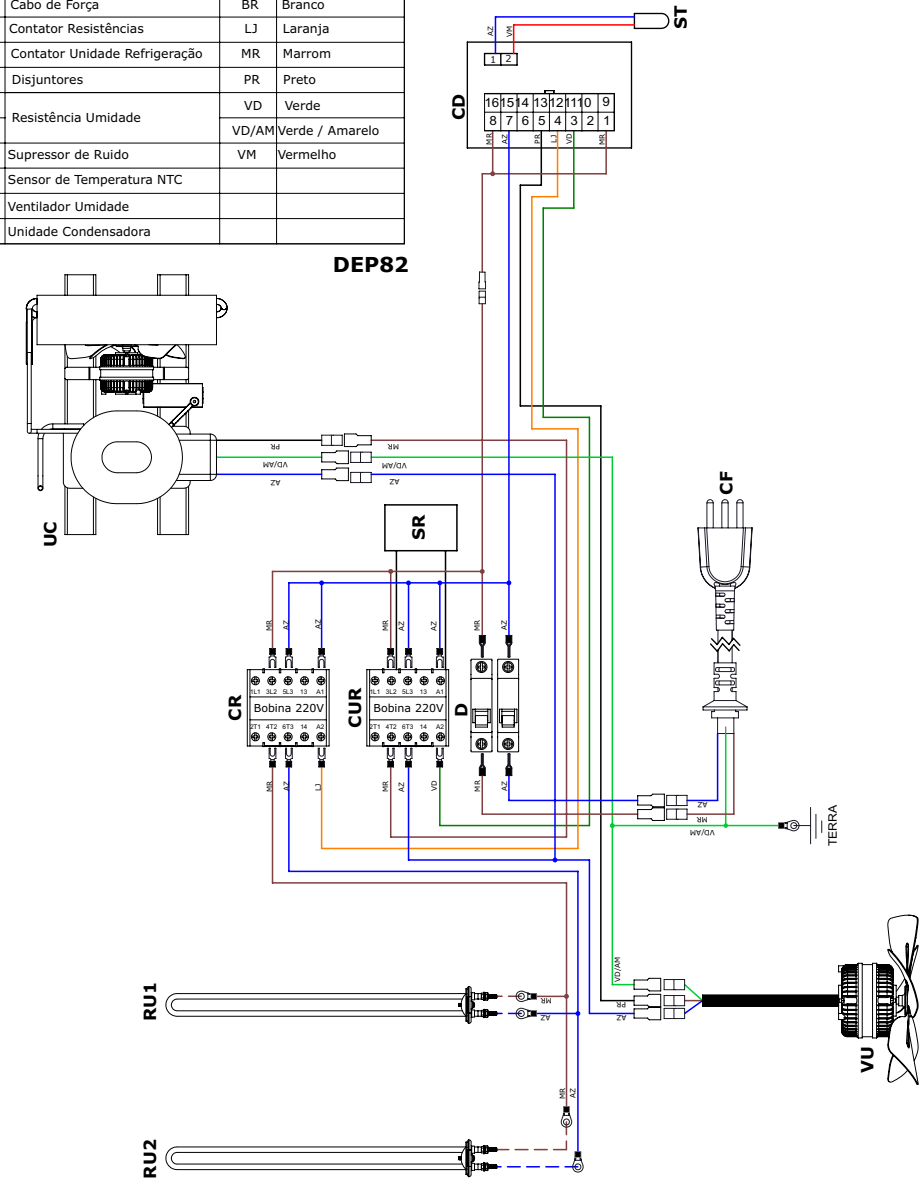 Cabo de Força BR Branco
Contator Resistências LJ Laranja
Contator Unidade Refrigeração MR Marrom
Disjuntores PR Preto
Resistência Umidade VD Verde
VD/AM Verde / Amarelo
Supressor de Ruido VM Vermelho
Sensor de Temperatura NTC
Ventilador Umidade
Unidade Condensadora
DEP82
ST
AZ VM
1 2
CD
16 15 14 13 12 11 10 9
8 7 6 5 4 3 2 1
MR AZ PR LJ VD MR
UC
PR MR
VD/AM VD/AM
AZ AZ
SR
CF
MR AZ AZ MR AZ AZ MR AZ
CR
1L1 3L2 5L3 13 A1
Bobina 220V
2T1 4T2 6T3 14 A2
CUR
1L1 3L2 5L3 13 A1
Bobina 220V
2T1 4T2 6T3 14 A2
D
MR AZ LJ MR AZ VD MR AZ
AZ
MR
VD/AM
TERRA
RU1
MR
AZ
VD/AM
PR
AZ
VU
MR
AZ
RU2